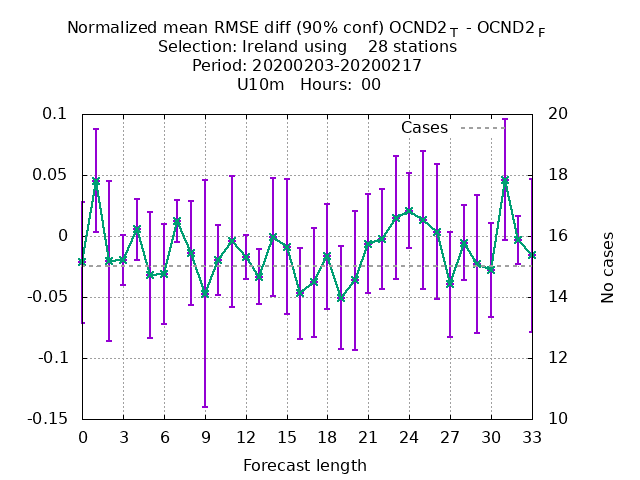 Normalized mean RMSE diff (90% conf) OCND2 T - OCND2 F
Selection: Ireland using 28 stations
Period: 20200203-20200217
U10m Hours: 00
Cases
0.1
0.05
0
-0.05
-0.1
-0.15
20
18
16
14
12
10
No cases
0 3 6 9 12 15 18 21 24 27 30 33
Forecast length